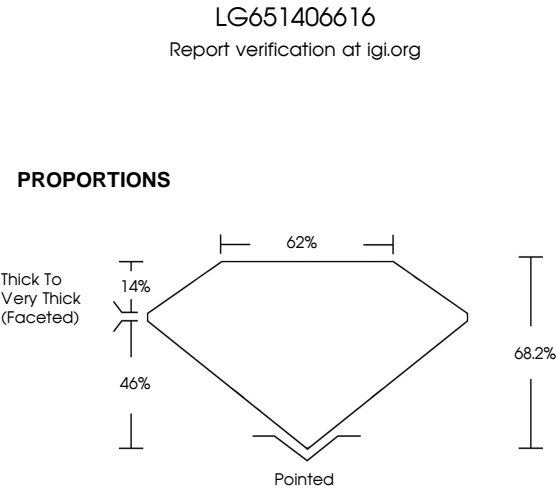 LG651406616
Report verification at igi.org
PROPORTIONS
62%
Thick To
Very Thick
(Faceted)
14%
46%
68.2%
Pointed